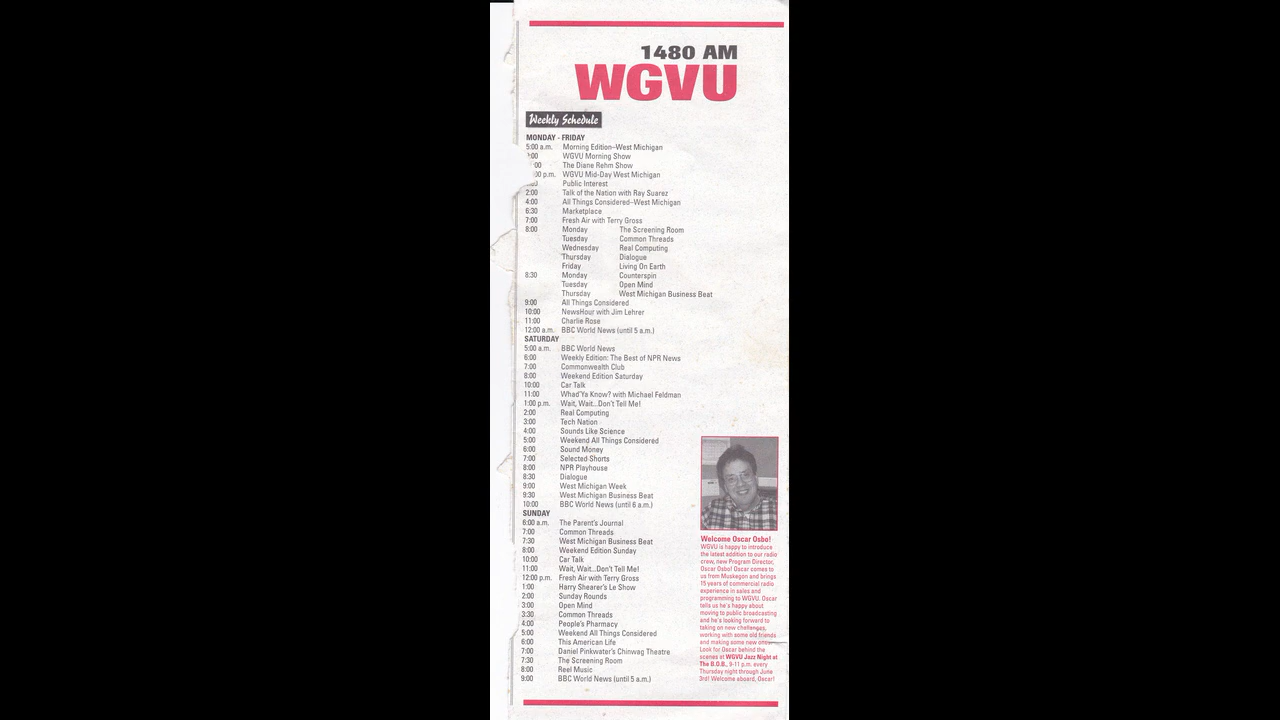 1480 AM
WGVU
Weekly Schedule
MONDAY - FRIDAY
5:00 a.m. Morning Edition–West Michigan
:00 WGVU Morning Show
:00 The Diane Rehm Show
:00 p.m. WGVU Mid-Day West Michigan
Public Interest
2:00 Talk of the Nation with Ray Suarez
4:00 All Things Considered–West Michigan
6:30 Marketplace
7:00 Fresh Air with Terry Gross
8:00 Monday The Screening Room
Tuesday Common Threads
Wednesday Real Computing
Thursday Dialogue
Friday Living On Earth
8:30 Monday Counterspin
Tuesday Open Mind
Thursday West Michigan Business Beat
9:00 All Things Considered
10:00 NewsHour with Jim Lehrer
11:00 Charlie Rose
12:00 a.m. BBC World News (until 5 a.m.)
SATURDAY
5:00 a.m. BBC World News
6:00 Weekly Edition: The Best of NPR News
7:00 Commonwealth Club
8:00 Weekend Edition Saturday
10:00 Car Talk
11:00 Whad'Ya Know? with Michael Feldman
1:00 p.m. Wait, Wait...Don't Tell Me!
2:00 Real Computing
3:00 Tech Nation
4:00 Sounds Like Science
5:00 Weekend All Things Considered
6:00 Sound Money
7:00 Selected Shorts
8:00 NPR Playhouse
8:30 Dialogue
9:00 West Michigan Week
9:30 West Michigan Business Beat
10:00 BBC World News (until 6 a.m.)
SUNDAY
6:00 a.m. The Parent's Journal
7:00 Common Threads
7:30 West Michigan Business Beat
8:00 Weekend Edition Sunday
10:00 Car Talk
11:00 Wait, Wait...Don't Tell Me!
12:00 p.m. Fresh Air with Terry Gross
1:00 Harry Shearer's Le Show
2:00 Sunday Rounds
3:00 Open Mind
3:30 Common Threads
4:00 People's Pharmacy
5:00 Weekend All Things Considered
6:00 This American Life
7:00 Daniel Pinkwater's Chinwag Theatre
7:30 The Screening Room
8:00 Reel Music
9:00 BBC World News (until 5 a.m.)
Welcome Oscar Osbo!
WGVU is happy to introduce
the latest addition to our radio
crew, new Program Director,
Oscar Osbo! Oscar comes to
us from Muskegon and brings
15 years of commercial radio
experience in sales and
programming to WGVU. Oscar
tells us he's happy about
moving to public broadcasting
and he's looking forward to
taking on new challenges,
working with some old friends
and making some new ones.
Look for Oscar behind the
scenes at WGVU Jazz Night at
The B.O.B., 9-11 p.m. every
Thursday night through June
3rd! Welcome aboard, Oscar!